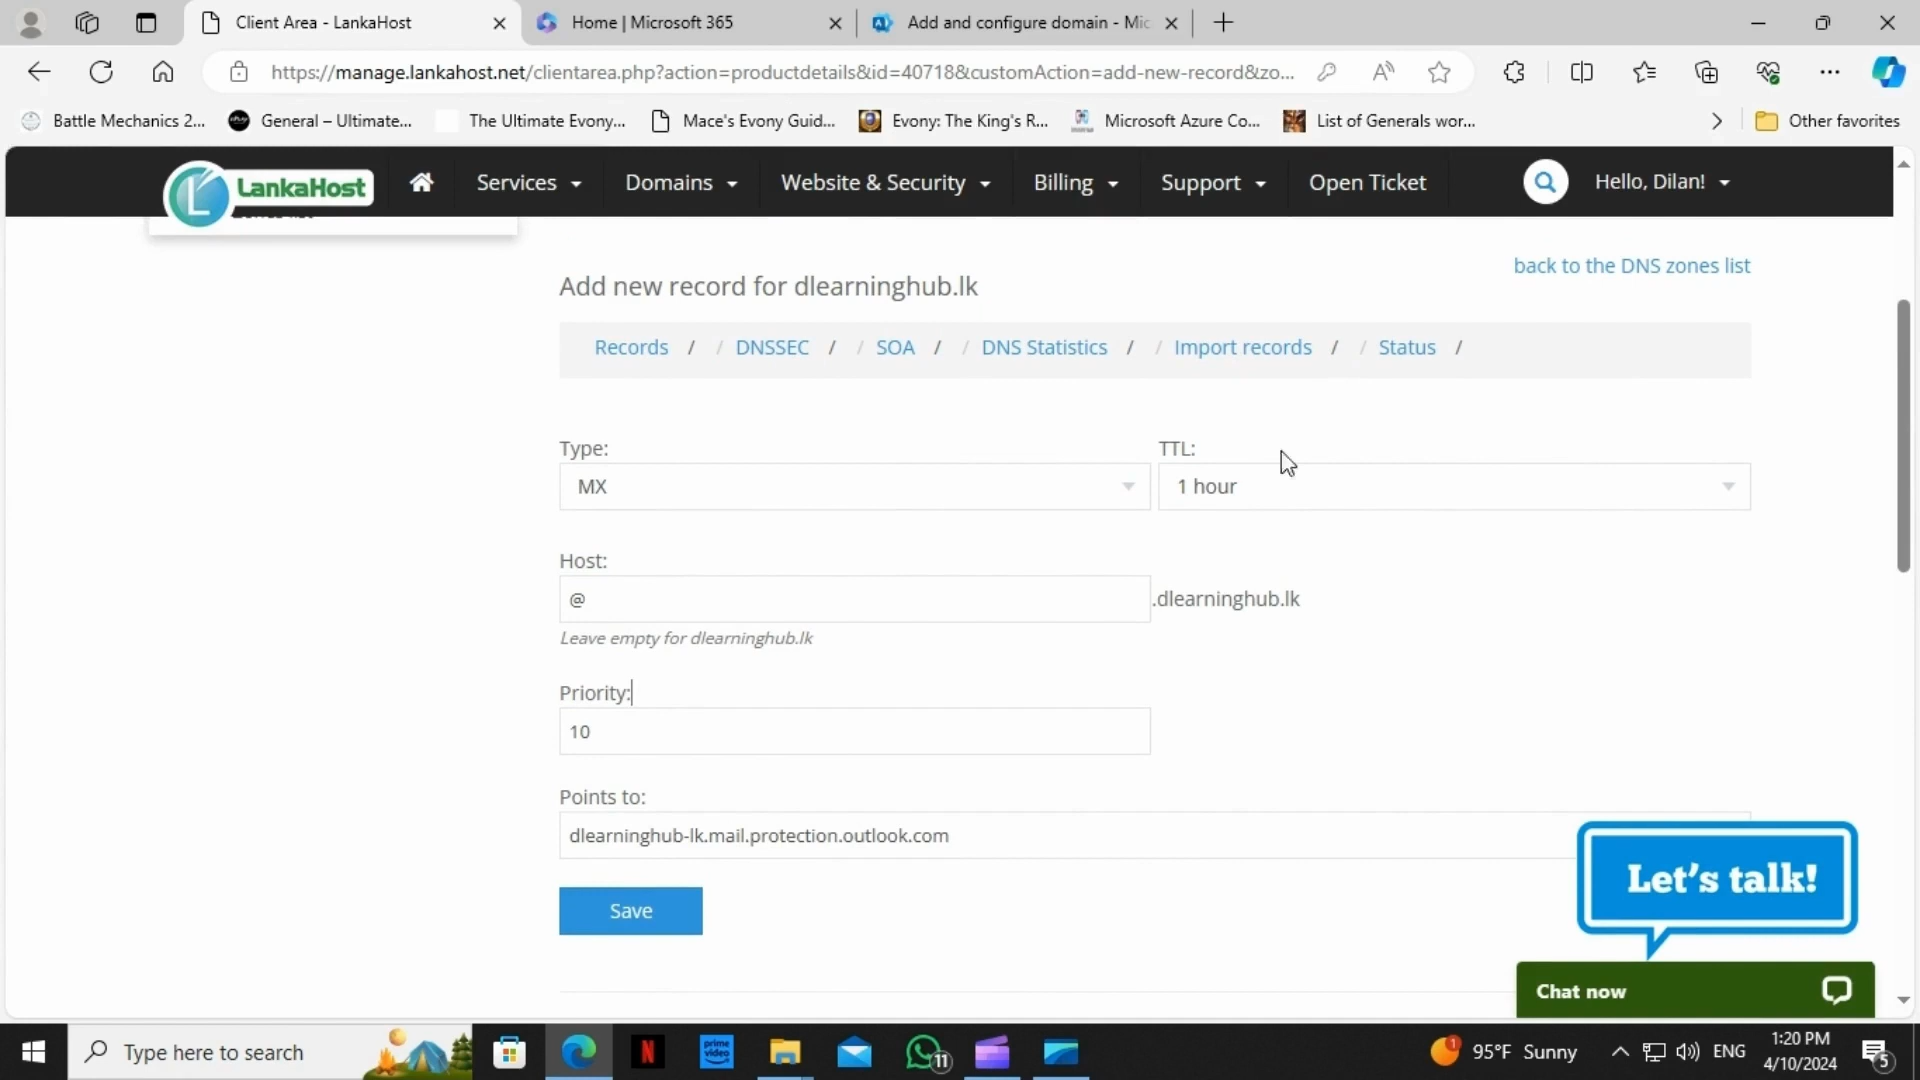 Client Area - LankaHost
Home | Microsoft 365
Add and configure domain - Mic
https://manage.lankahost.net/clientarea.php?action=productdetails&id=40718&customAction=add-new-record&zo...
Battle Mechanics 2...
General – Ultimate...
The Ultimate Evony...
Mace's Evony Guid...
Evony: The King's R...
Microsoft Azure Co...
List of Generals wor...
Other favorites
LankaHost
Services
Domains
Website & Security
Billing
Support
Open Ticket
Hello, Dilan!
back to the DNS zones list
Add new record for dlearninghub.lk
Records / / DNSSEC / / SOA / / DNS Statistics / / Import records / / Status /
Type:
TTL:
MX
1 hour
Host:
@
.dlearninghub.lk
Leave empty for dlearninghub.lk
Priority:
10
Points to:
dlearninghub-lk.mail.protection.outlook.com
Save
Let's talk!
Chat now
Type here to search
prime video
11
1
95°F Sunny
ENG
1:20 PM
4/10/2024
5